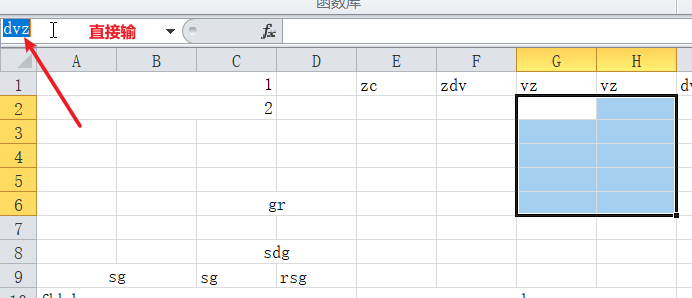 函数库
dvz 直接输 fx
A B C D E F G H
1 1 zc zdv vz vz dv
2 2
3
4
5
6 gr
7
8 sdg
9 sg sg rsg